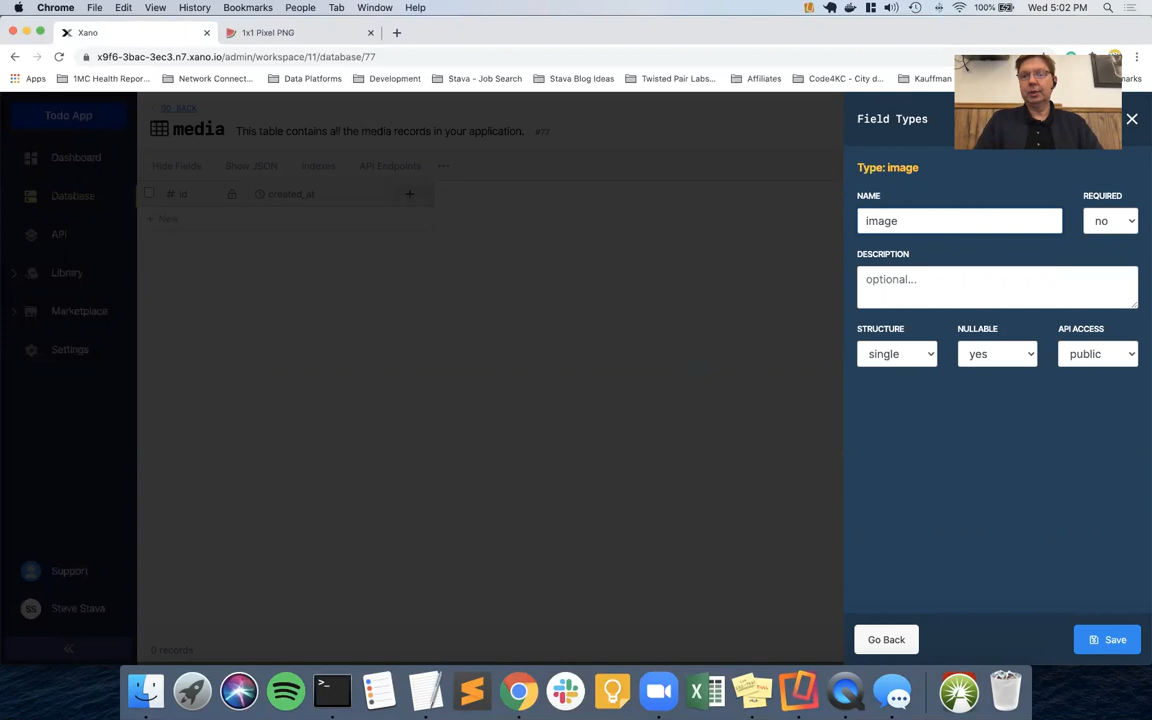 Chrome File Edit View History Bookmarks People Tab Window Help 100% Wed 5:02 PM
Xano 1x1 Pixel PNG
x9f6-3bac-3ec3.n7.xano.io/admin/workspace/11/database/77
Apps 1MC Health Repor... Network Connect... Data Platforms Development Stava - Job Search Stava Blog Ideas Twisted Pair Labs... Affiliates Code4KC - City d... Kauffman
Todo App
Dashboard
Database
API
Library
Marketplace
Settings
Support
SS Steve Stava
GO BACK
media This table contains all the media records in your application. #77
Hide Fields Show JSON Indexes API Endpoints ...
# id created_at +
+ New
0 records
Field Types
Type: image
NAME REQUIRED
image no
DESCRIPTION
optional...
STRUCTURE NULLABLE API ACCESS
single yes public
Go Back Save